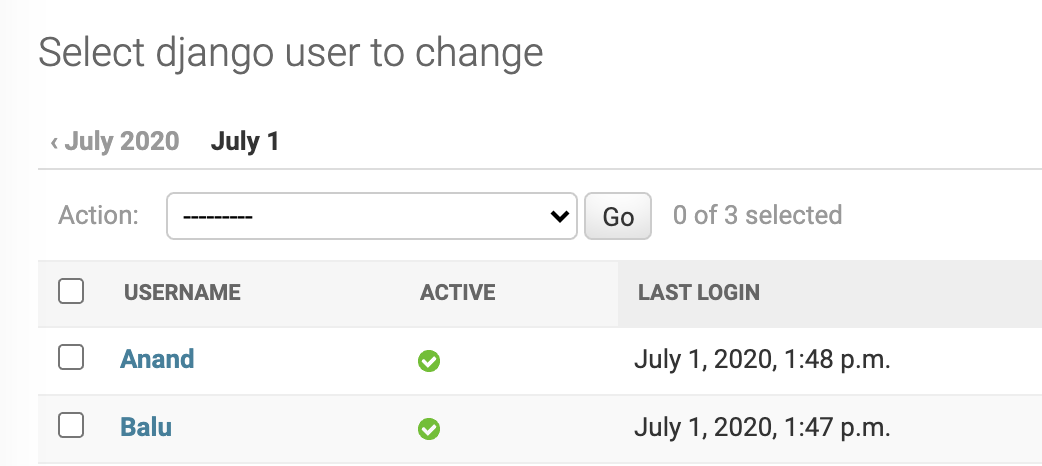 Select django user to change
‹ July 2020 July 1
Action: --------- Go 0 of 3 selected
USERNAME ACTIVE LAST LOGIN
Anand July 1, 2020, 1:48 p.m.
Balu July 1, 2020, 1:47 p.m.